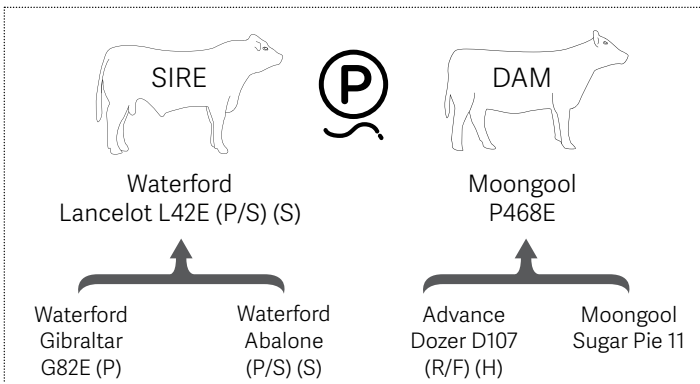 SIRE
P
DAM
Waterford
Lancelot L42E (P/S) (S)
Moongool
P468E
Waterford
Gibraltar
G82E (P)
Waterford
Abalone
(P/S) (S)
Advance
Dozer D107
(R/F) (H)
Moongool
Sugar Pie 11